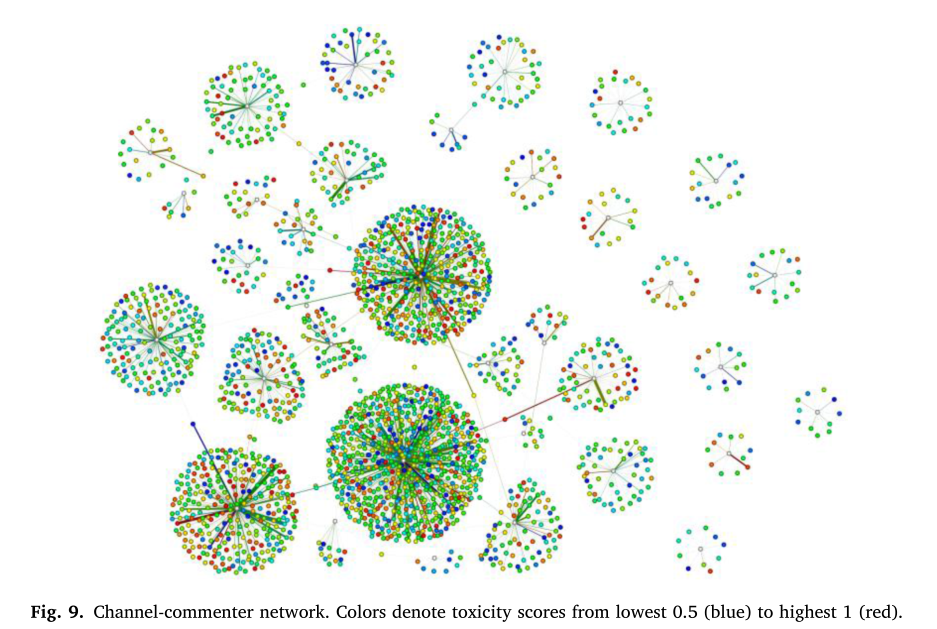 Fig. 9. Channel-commenter network. Colors denote toxicity scores from lowest 0.5 (blue) to highest 1 (red).